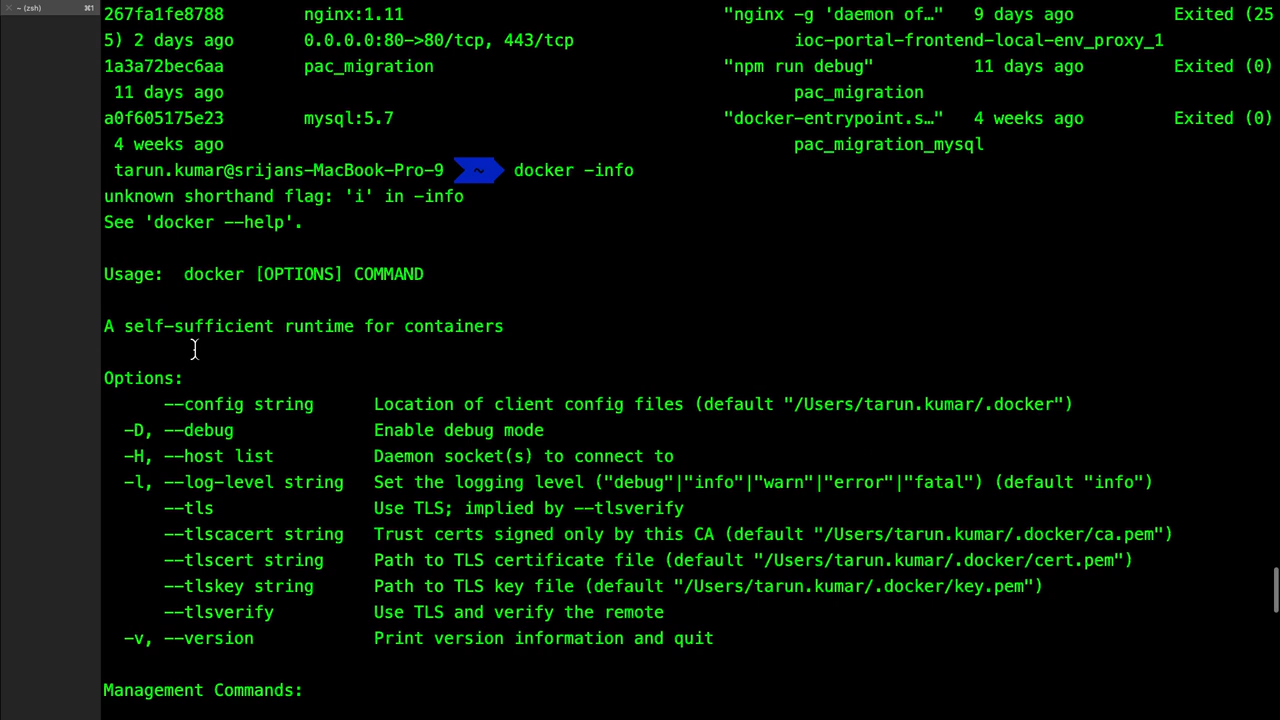 ~ (zsh) ⌘1
267fa1fe8788 nginx:1.11 "nginx -g 'daemon of…" 9 days ago Exited (25
5) 2 days ago 0.0.0.0:80->80/tcp, 443/tcp ioc-portal-frontend-local-env_proxy_1
1a3a72bec6aa pac_migration "npm run debug" 11 days ago Exited (0)
11 days ago pac_migration
a0f605175e23 mysql:5.7 "docker-entrypoint.s…" 4 weeks ago Exited (0)
4 weeks ago pac_migration_mysql
tarun.kumar@srijans-MacBook-Pro-9 ~ docker -info
unknown shorthand flag: 'i' in -info
See 'docker --help'.
Usage: docker [OPTIONS] COMMAND
A self-sufficient runtime for containers
Options:
--config string Location of client config files (default "/Users/tarun.kumar/.docker")
-D, --debug Enable debug mode
-H, --host list Daemon socket(s) to connect to
-l, --log-level string Set the logging level ("debug"|"info"|"warn"|"error"|"fatal") (default "info")
--tls Use TLS; implied by --tlsverify
--tlscacert string Trust certs signed only by this CA (default "/Users/tarun.kumar/.docker/ca.pem")
--tlscert string Path to TLS certificate file (default "/Users/tarun.kumar/.docker/cert.pem")
--tlskey string Path to TLS key file (default "/Users/tarun.kumar/.docker/key.pem")
--tlsverify Use TLS and verify the remote
-v, --version Print version information and quit
Management Commands: